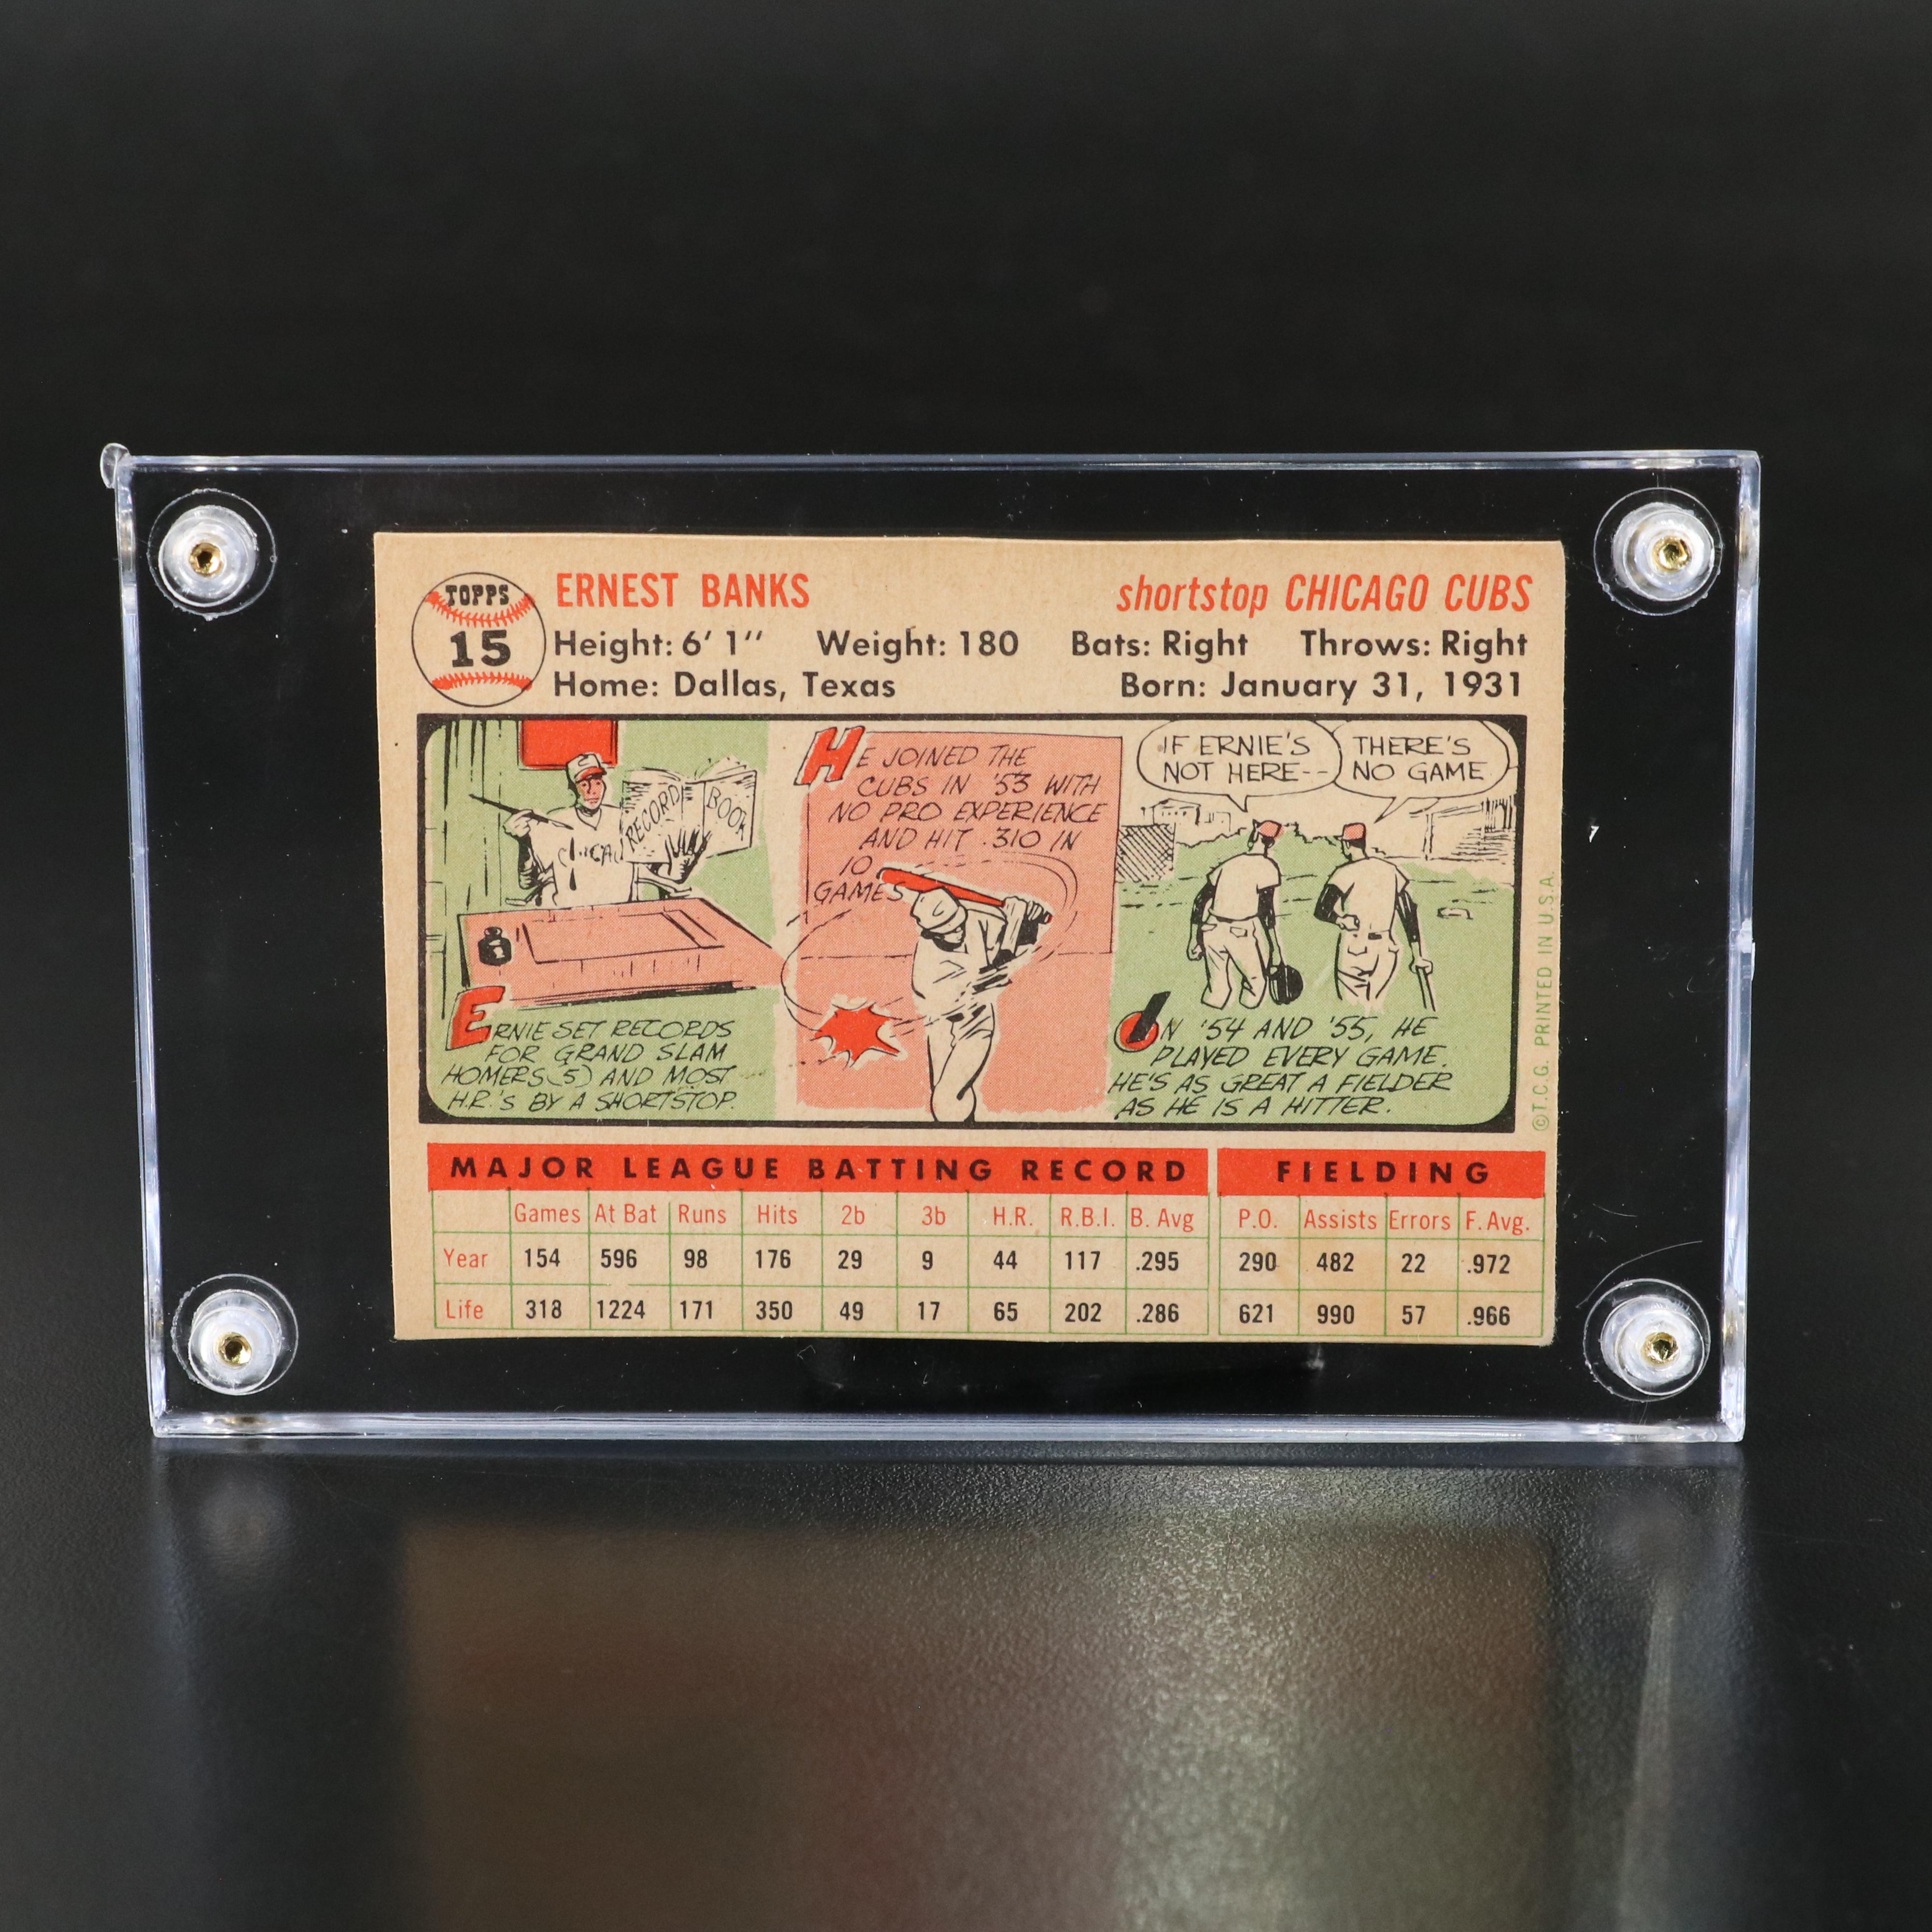 TOPPS
15
ERNEST BANKS
shortstop CHICAGO CUBS
Height: 6' 1'' Weight: 180 Bats: Right Throws: Right
Home: Dallas, Texas Born: January 31, 1931
RECORD BOOK
CHICAG
1
ERNIE SET RECORDS
FOR GRAND SLAM
HOMERS (5) AND MOST
H.R.'S BY A SHORTSTOP.
HE JOINED THE
CUBS IN '53 WITH
NO PRO EXPERIENCE
AND HIT .310 IN
10
GAMES
IF ERNIE'S
NOT HERE--
THERE'S
NO GAME
IN '54 AND '55, HE
PLAYED EVERY GAME.
HE'S AS GREAT A FIELDER
AS HE IS A HITTER.
©T.C.G. PRINTED IN U.S.A.
MAJOR LEAGUE BATTING RECORD FIELDING
Games At Bat Runs Hits 2b 3b H.R. R.B.I. B. Avg P.O. Assists Errors F. Avg.
Year 154 596 98 176 29 9 44 117 .295 290 482 22 .972
Life 318 1224 171 350 49 17 65 202 .286 621 990 57 .966